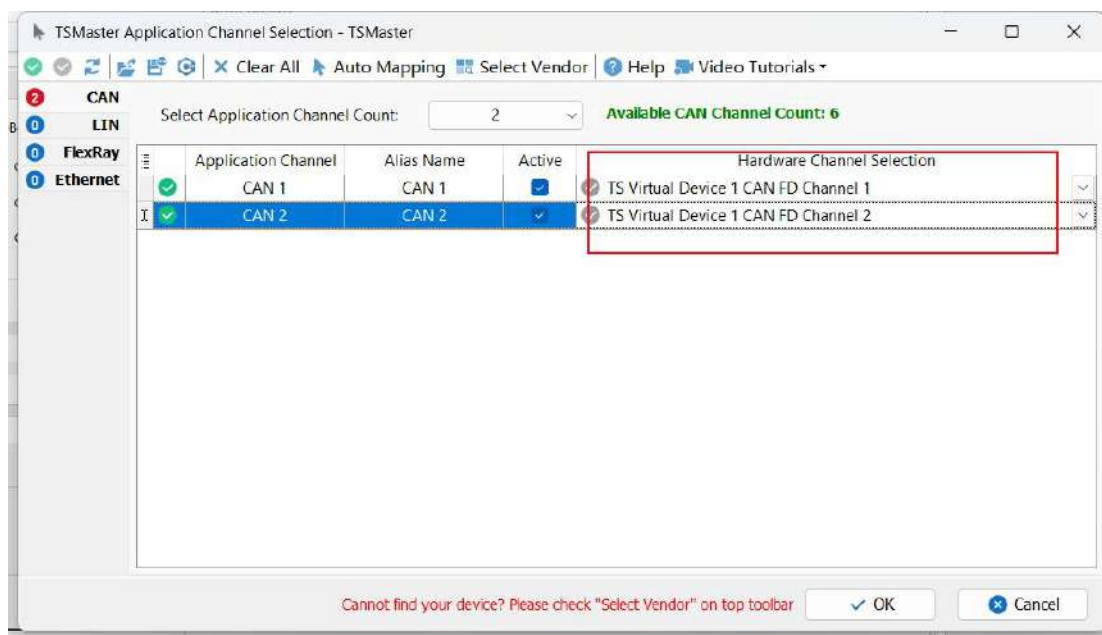 TSMaster Application Channel Selection - TSMaster
Clear All Auto Mapping Select Vendor Help Video Tutorials
2 CAN
0 LIN
0 FlexRay
0 Ethernet
Select Application Channel Count: 2 Available CAN Channel Count: 6
Application Channel Alias Name Active Hardware Channel Selection
CAN 1 CAN 1 TS Virtual Device 1 CAN FD Channel 1
CAN 2 CAN 2 TS Virtual Device 1 CAN FD Channel 2
Cannot find your device? Please check "Select Vendor" on top toolbar OK Cancel